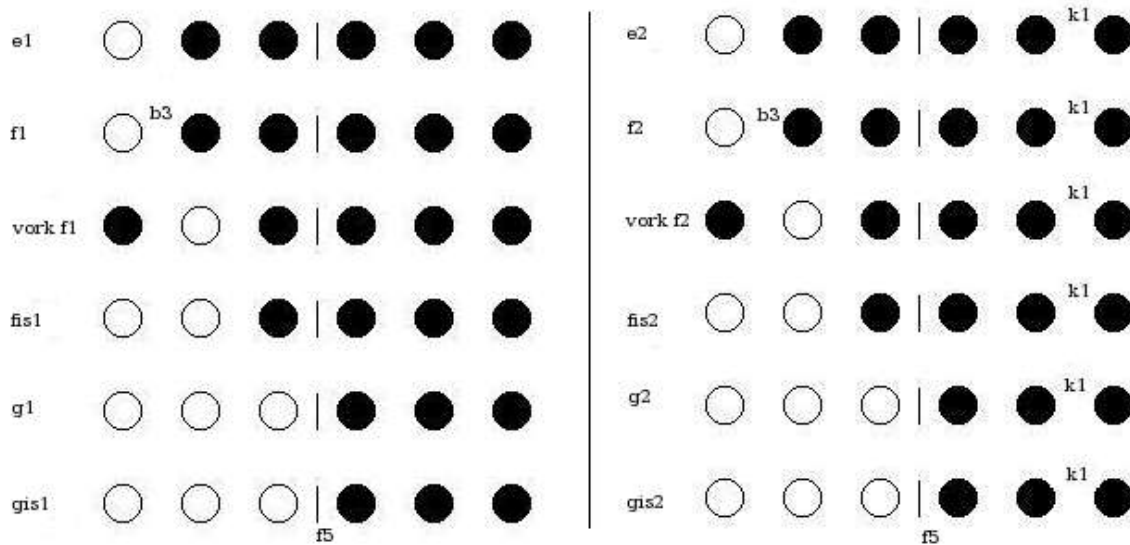 e1
b3
f1
vork f1
fis1
g1
gis1
f5
k1
e2
k1
b3
f2
k1
vork f2
k1
fis2
k1
g2
k1
gis2
f5